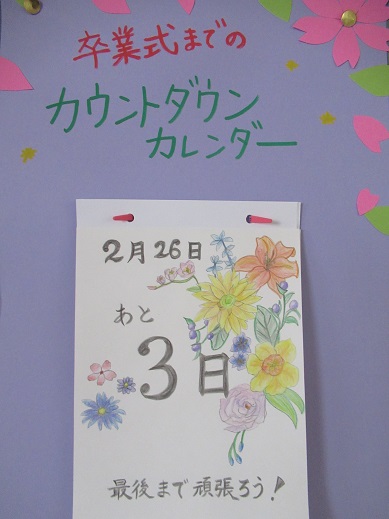 卒業式までの
カウントダウン
カレンダー
2月26日
あと
3日
最後まで頑張ろう!